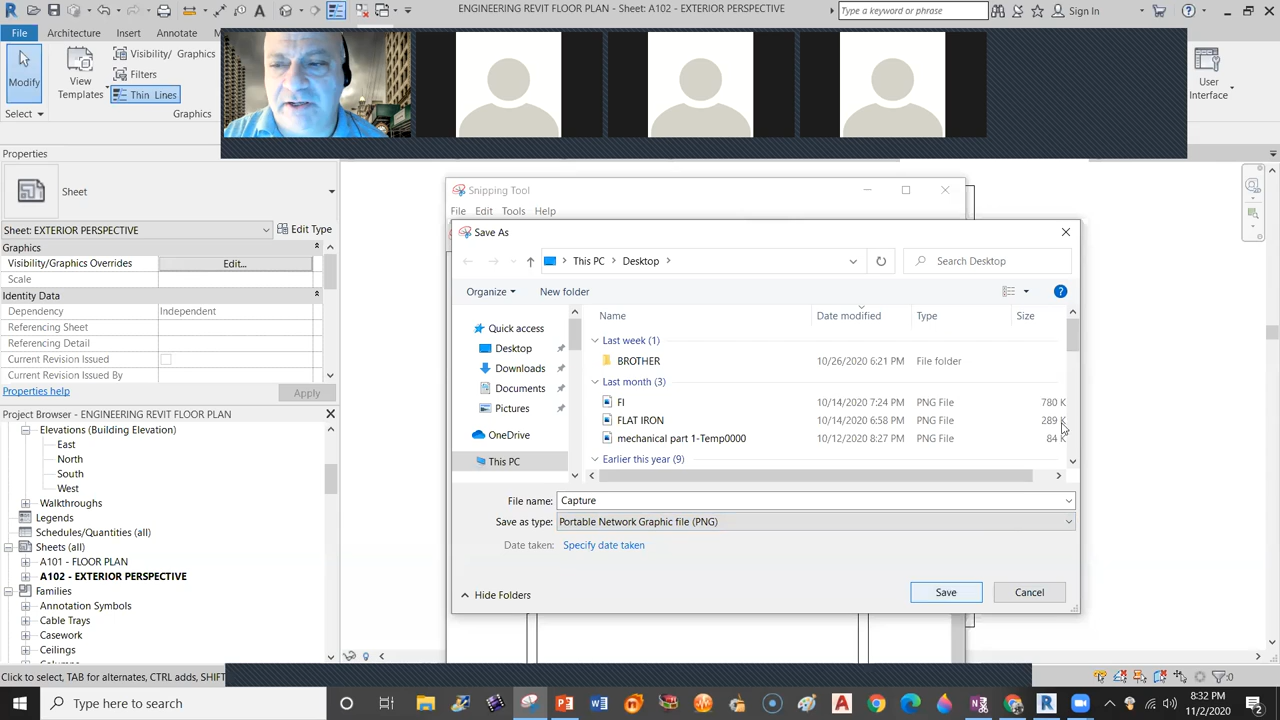 ENGINEERING REVIT FLOOR PLAN - Sheet: A102 - EXTERIOR PERSPECTIVE
Type a keyword or phrase
Sign In
File
Architecture
Insert
Annotate
Modify
View
Templates
Visibility/ Graphics
Filters
Thin Lines
Select
Graphics
User
Interface
Properties
Sheet
Sheet: EXTERIOR PERSPECTIVE
Edit Type
Graphics
Visibility/Graphics Overrides
Edit...
Scale
Identity Data
Dependency
Independent
Referencing Sheet
Referencing Detail
Current Revision Issued
Current Revision Issued By
Properties help
Apply
Project Browser - ENGINEERING REVIT FLOOR PLAN
Elevations (Building Elevation)
East
North
South
West
Walkthroughs
Legends
Schedules/Quantities (all)
Sheets (all)
A101 - FLOOR PLAN
A102 - EXTERIOR PERSPECTIVE
Families
Annotation Symbols
Cable Trays
Casework
Ceilings
Click to select, TAB for alternates, CTRL adds, SHIFT
Snipping Tool
File Edit Tools Help
Save As
This PC
Desktop
Search Desktop
Organize
New folder
Name
Date modified
Type
Size
Quick access
Desktop
Downloads
Documents
Pictures
OneDrive
This PC
Last week (1)
BROTHER 10/26/2020 6:21 PM File folder
Last month (3)
FI 10/14/2020 7:24 PM PNG File 780 K
FLAT IRON 10/14/2020 6:58 PM PNG File 289 K
mechanical part 1-Temp0000 10/12/2020 8:27 PM PNG File 84 K
Earlier this year (9)
File name: Capture
Save as type: Portable Network Graphic file (PNG)
Date taken: Specify date taken
Hide Folders
Save
Cancel
:0
Type here to search
8:32 PM
11/2/2020